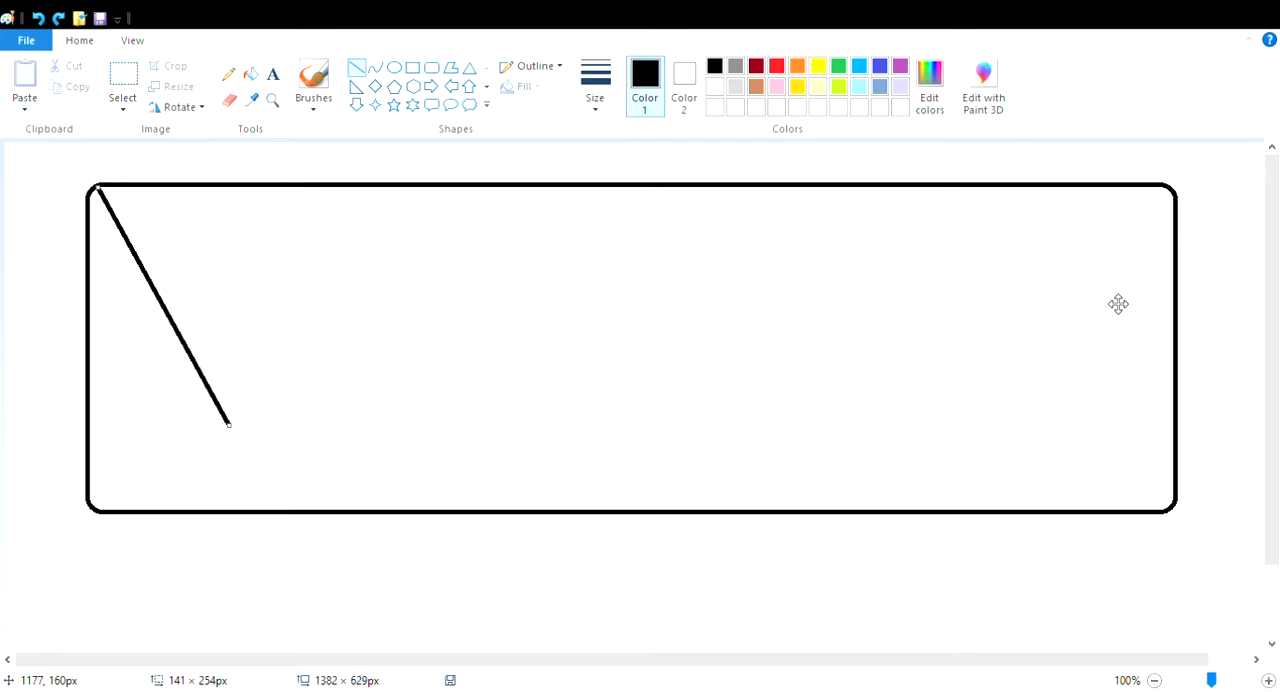 File Home View
Paste
Cut
Copy
Clipboard
Select
Crop
Resize
Rotate
Image
A
Tools
Brushes
Outline
Fill
Shapes
Size
Color 1
Color 2
Edit colors
Edit with Paint 3D
Colors
?
1177, 160px 141 × 254px 1382 × 629px 100%